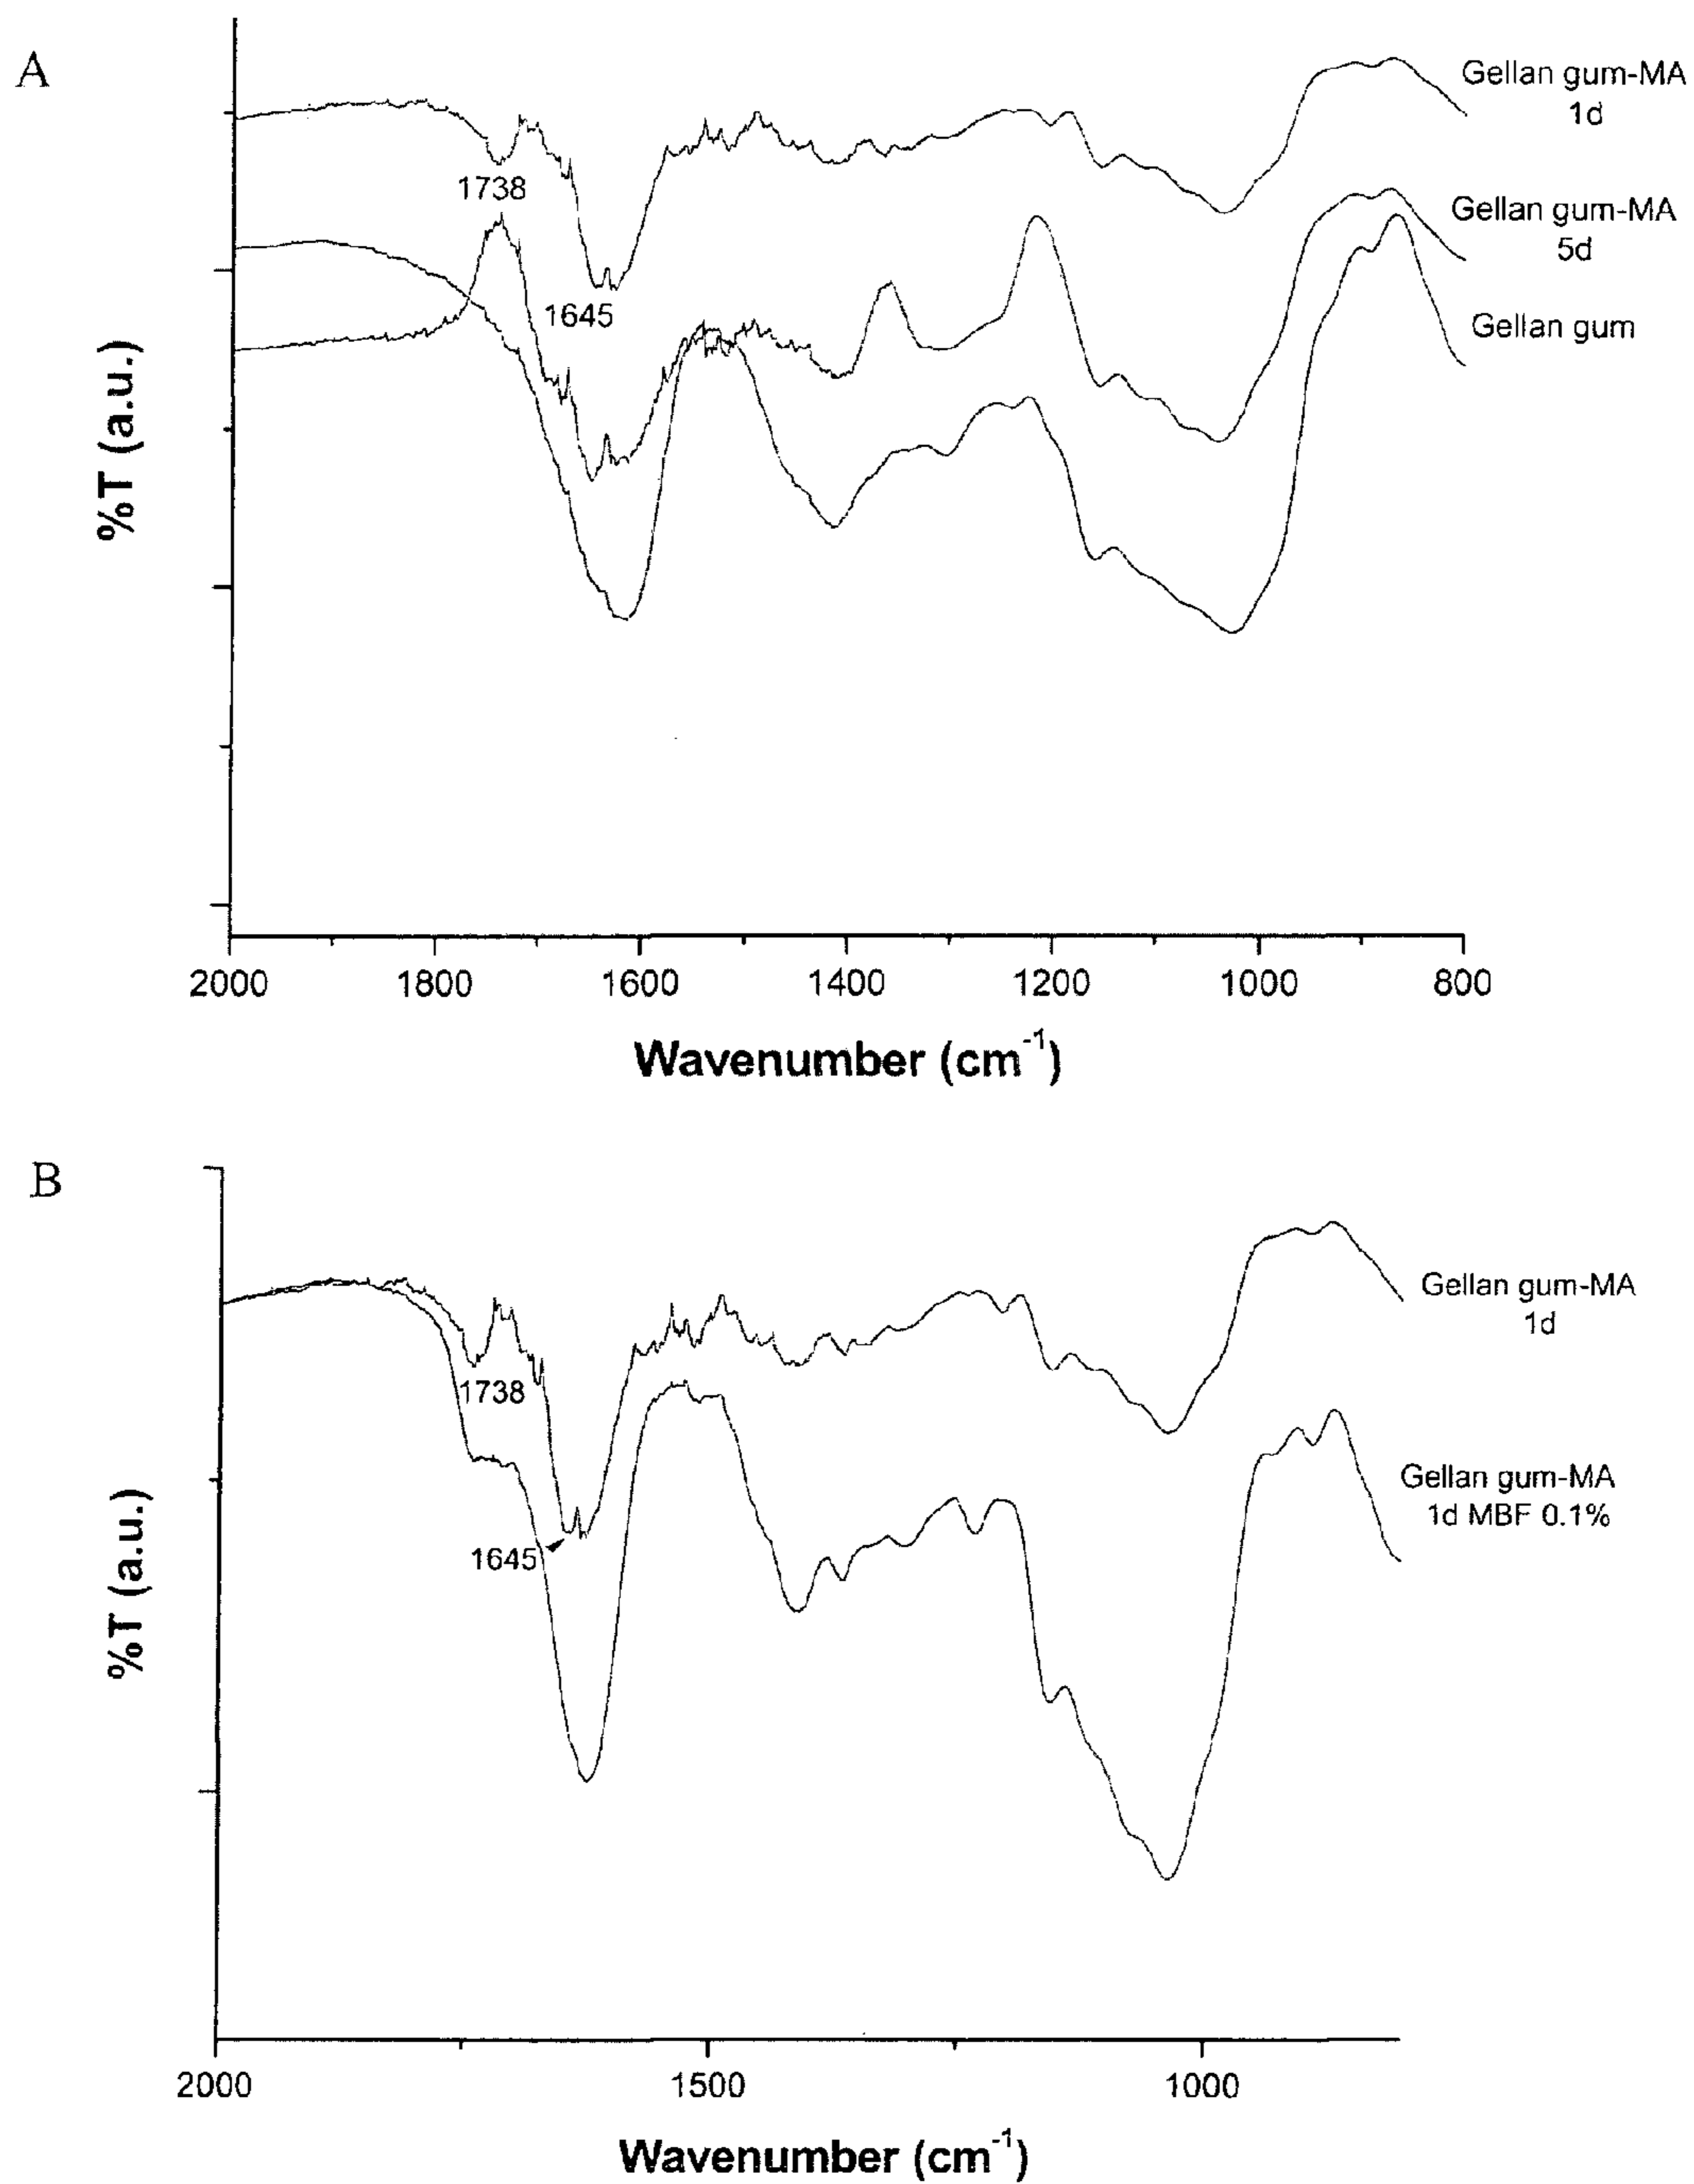 A
Gellan gum-MA
1d
1738
Gellan gum-MA
5d
1645
Gellan gum
%T (a.u.)
2000 1800 1600 1400 1200 1000 800
Wavenumber (cm⁻¹)
B
Gellan gum-MA
1d
1738
Gellan gum-MA
1d MBF 0.1%
1645
%T (a.u.)
2000 1500 1000
Wavenumber (cm⁻¹)